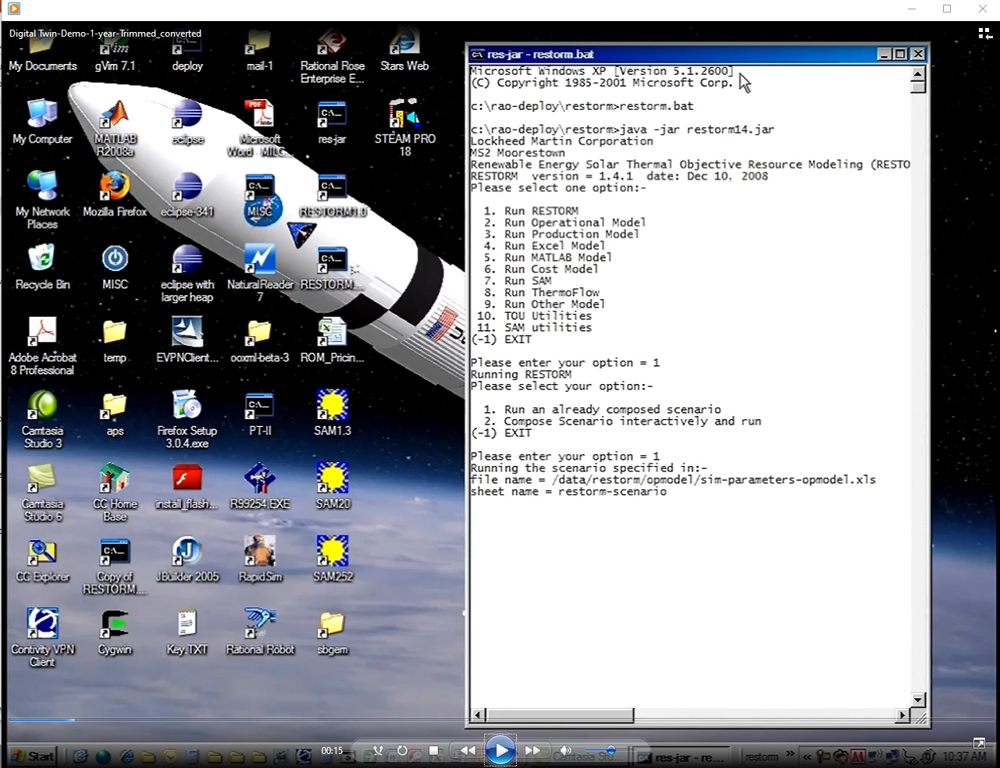 Digital Twin-Demo-1-year-Trimmed_converted
My Documents
gVim 7.1
deploy
mail-1
Rational Rose
Enterprise E...
Stars Web
My Computer
MATLAB
R2008a
eclipse
Microsoft
Word - MILC...
res-jar
STEAM PRO
18
My Network
Places
Mozilla Firefox
eclipse-341
MISC
RESTORM1.0
Recycle Bin
MISC
eclipse with
larger heap
NaturalReader
7
RESTORM....
Adobe Acrobat
8 Professional
temp
EVPNClient...
ooxml-beta-3
ROM_Pricin...
Camtasia
Studio 3
aps
Firefox Setup
3.0.4.exe
PT-II
SAM1.3
Camtasia
Studio 6
CC Home
Base
install_flash...
R99254.EXE
SAM20
CC Explorer
Copy of
RESTORM....
JBuilder 2005
RapidSim
SAM252
Contivity VPN
Client
Cygwin
Key.TXT
Rational Robot
sbgem
res-jar - restorm.bat
Microsoft Windows XP [Version 5.1.2600]
(C) Copyright 1985-2001 Microsoft Corp.
c:\rao-deploy\restorm>restorm.bat
c:\rao-deploy\restorm>java -jar restorm14.jar
Lockheed Martin Corporation
MS2 Moorestown
Renewable Energy Solar Thermal Objective Resource Modeling (RESTO
RESTORM  version = 1.4.1  date: Dec 10, 2008
Please select one option:-
1. Run RESTORM
2. Run Operational Model
3. Run Production Model
4. Run Excel Model
5. Run MATLAB Model
6. Run Cost Model
7. Run SAM
8. Run ThermoFlow
9. Run Other Model
10. TOU Utilities
11. SAM utilities
(-1) EXIT
Please enter your option = 1
Running RESTORM
Please select your option:-
1. Run an already composed scenario
2. Compose Scenario interactively and run
(-1) EXIT
Please enter your option = 1
Running the scenario specified in:-
file name = /data/restorm/opmodel/sim-parameters-opmodel.xls
sheet name = restorm-scenario
00:15
Start
Camtasia Stu...
res-jar - re...
restorm
10:37 AM